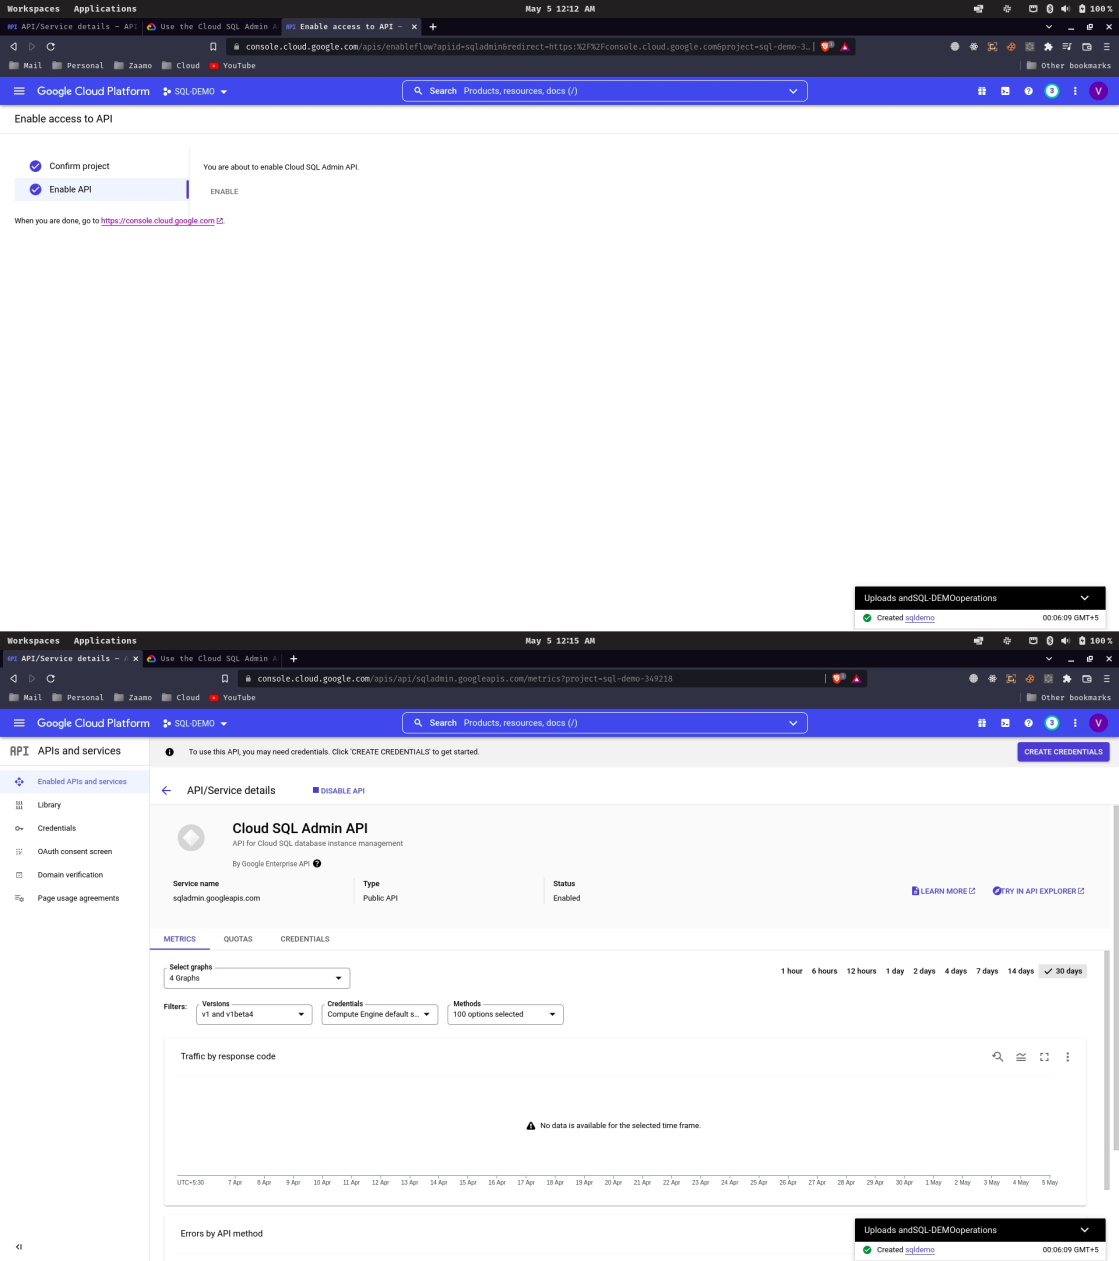 Workspaces Applications May 5 12:12 AM 100%
API API/Service details - API Use the Cloud SQL Admin A API Enable access to API -
console.cloud.google.com/apis/enableflow?apiid=sqladmin&redirect=https:%2F%2Fconsole.cloud.google.com&project=sql-demo-3…
Mail Personal Zaamo Cloud YouTube Other bookmarks
Google Cloud Platform SQL-DEMO Search Products, resources, docs (/) 3 V
Enable access to API
Confirm project
You are about to enable Cloud SQL Admin API.
Enable API
ENABLE
When you are done, go to https://console.cloud.google.com.
Uploads andSQL-DEMOoperations
Created sqldemo 00:06:09 GMT+5
Workspaces Applications May 5 12:15 AM 100%
API API/Service details - Use the Cloud SQL Admin A
console.cloud.google.com/apis/api/sqladmin.googleapis.com/metrics?project=sql-demo-349218
Mail Personal Zaamo Cloud YouTube Other bookmarks
Google Cloud Platform SQL-DEMO Search Products, resources, docs (/) 3 V
API APIs and services
To use this API, you may need credentials. Click 'CREATE CREDENTIALS' to get started.
CREATE CREDENTIALS
Enabled APIs and services
Library
Credentials
OAuth consent screen
Domain verification
Page usage agreements
API/Service details DISABLE API
Cloud SQL Admin API
API for Cloud SQL database instance management
By Google Enterprise API
Service name Type Status
sqladmin.googleapis.com Public API Enabled
LEARN MORE TRY IN API EXPLORER
METRICS QUOTAS CREDENTIALS
Select graphs
4 Graphs
1 hour 6 hours 12 hours 1 day 2 days 4 days 7 days 14 days 30 days
Filters: Versions Credentials Methods
v1 and v1beta4 Compute Engine default s… 100 options selected
Traffic by response code
No data is available for the selected time frame.
UTC+5:30 7 Apr 8 Apr 9 Apr 10 Apr 11 Apr 12 Apr 13 Apr 14 Apr 15 Apr 16 Apr 17 Apr 18 Apr 19 Apr 20 Apr 21 Apr 22 Apr 23 Apr 24 Apr 25 Apr 26 Apr 27 Apr 28 Apr 29 Apr 30 Apr 1 May 2 May 3 May 4 May 5 May
Errors by API method
Uploads andSQL-DEMOoperations
Created sqldemo 00:06:09 GMT+5